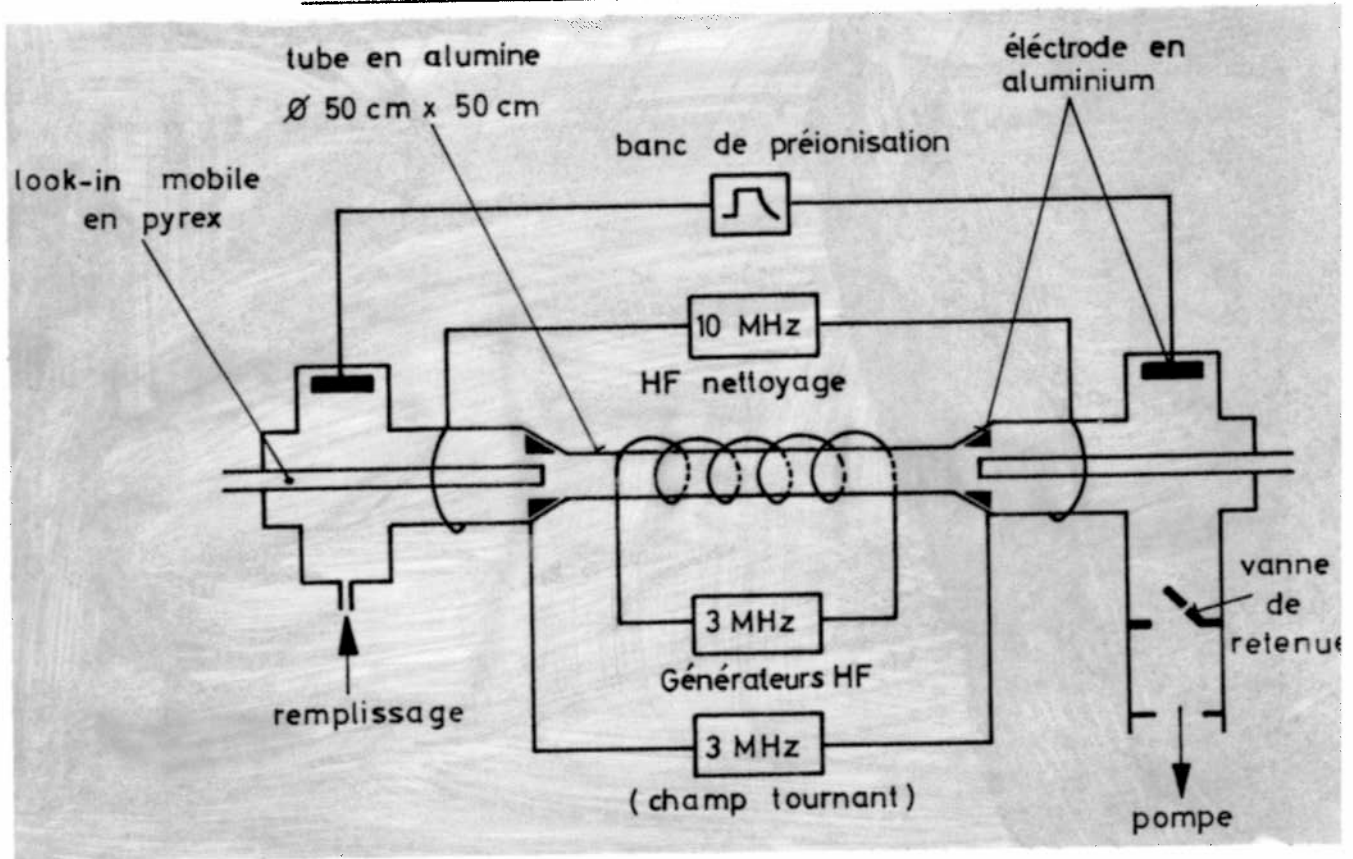 tube en alumine
Ø 50 cm x 50 cm
éléctrode en
aluminium
banc de préionisation
look-in mobile
en pyrex
10 MHz
HF nettoyage
3 MHz
Générateurs HF
3 MHz
(champ tournant)
remplissage
vanne
de
retenue
pompe